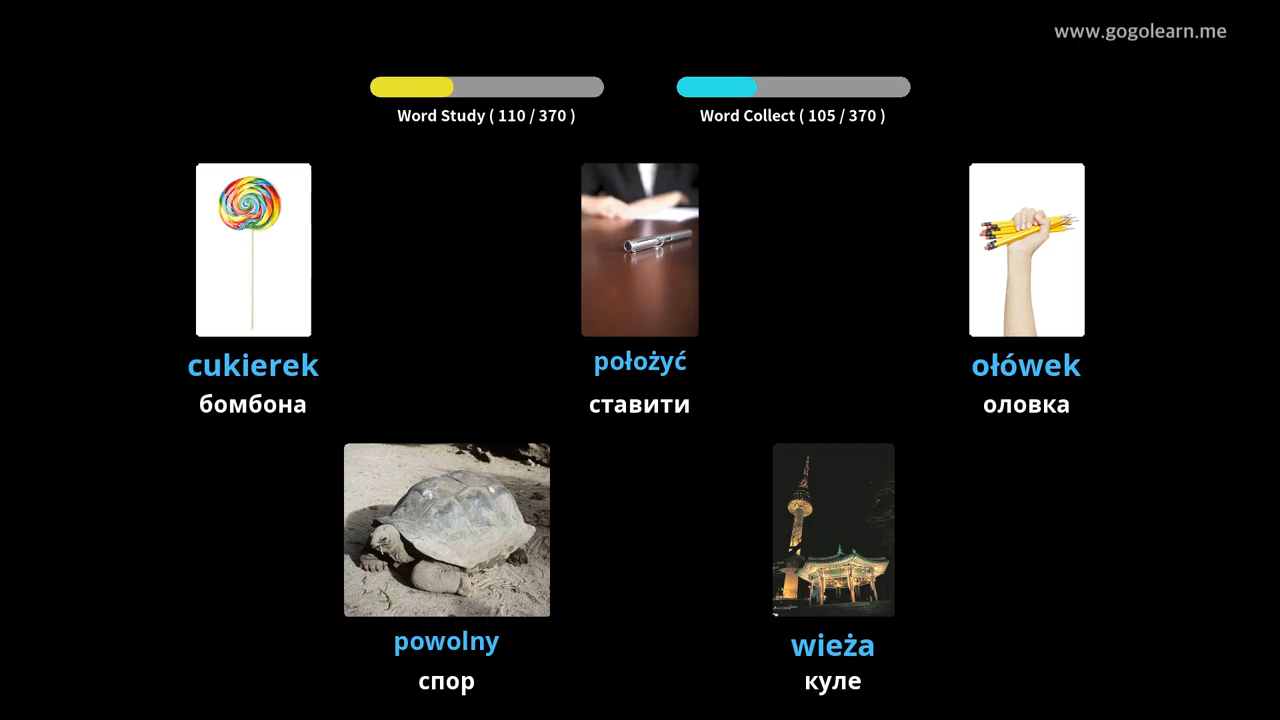 www.gogolearn.me
Word Study ( 110 / 370 )
Word Collect ( 105 / 370 )
cukierek
położyć
ołówek
бомбона
ставити
оловка
powolny
wieża
спор
куле